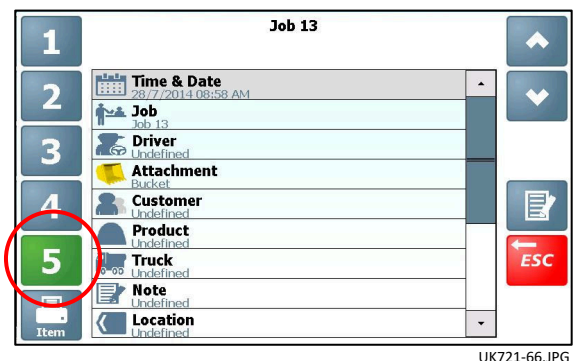 Job 13
1
2
3
4
5
Item
Time & Date
28/7/2014 08:58 AM
Job
Job 13
Driver
Undefined
Attachment
Bucket
Customer
Undefined
Product
Undefined
Truck
Undefined
Note
Undefined
Location
Undefined
ESC
UK721-66.JPG